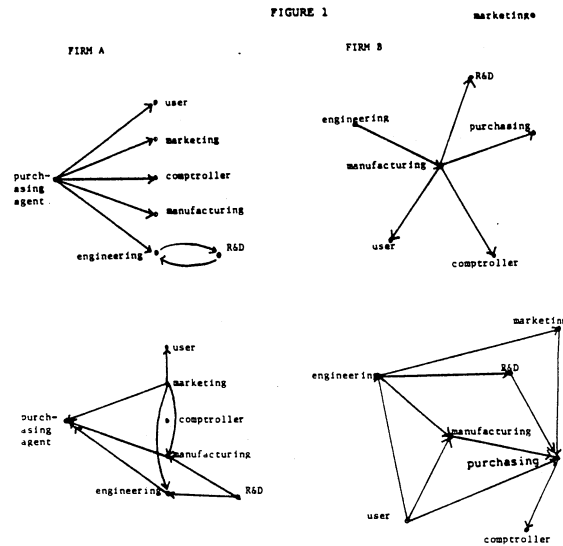 FIGURE 1
marketing
FIRM A
FIRM B
user
marketing
comptroller
manufacturing
purch-
asing
agent
engineering
R&D
R&D
engineering
purchasing
manufacturing
user
comptroller
user
marketing
purch-
asing
agent
comptroller
manufacturing
engineering
R&D
marketin
engineering
R&D
manufacturing
purchasing
user
comptroller